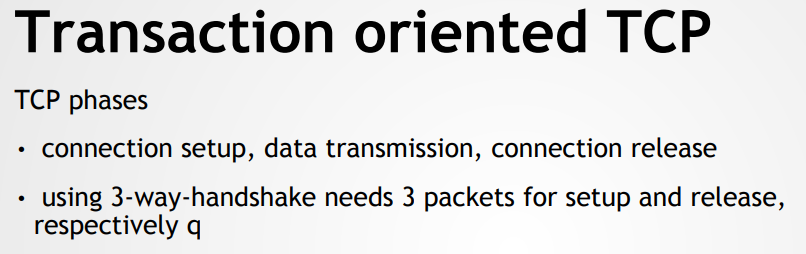 Transaction oriented TCP
TCP phases
• connection setup, data transmission, connection release
• using 3-way-handshake needs 3 packets for setup and release,
respectively q